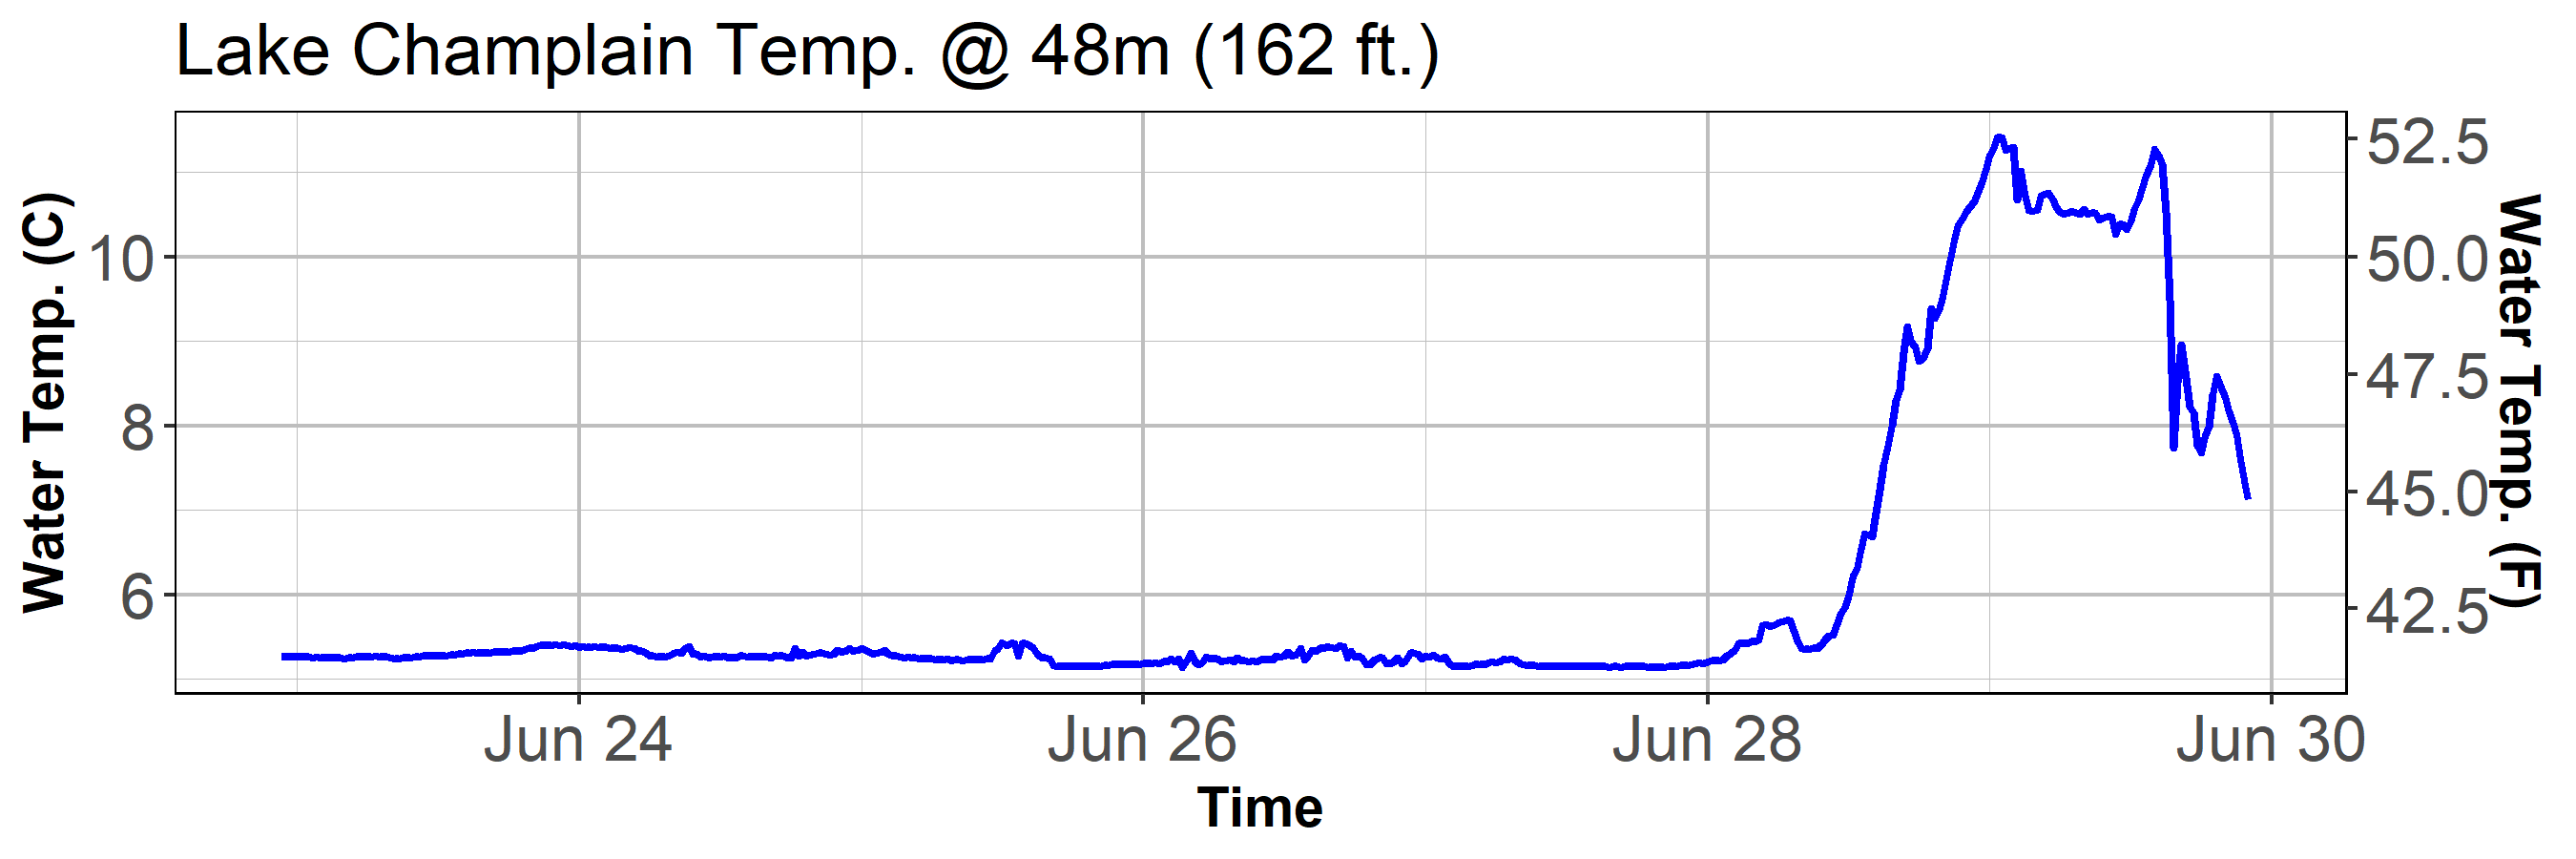 Lake Champlain Temp. @ 48m (162 ft.)
Water Temp. (C)
10
8
6
52.5
50.0
47.5
45.0
42.5
Water Temp. (F)
Jun 24
Jun 26
Jun 28
Jun 30
Time